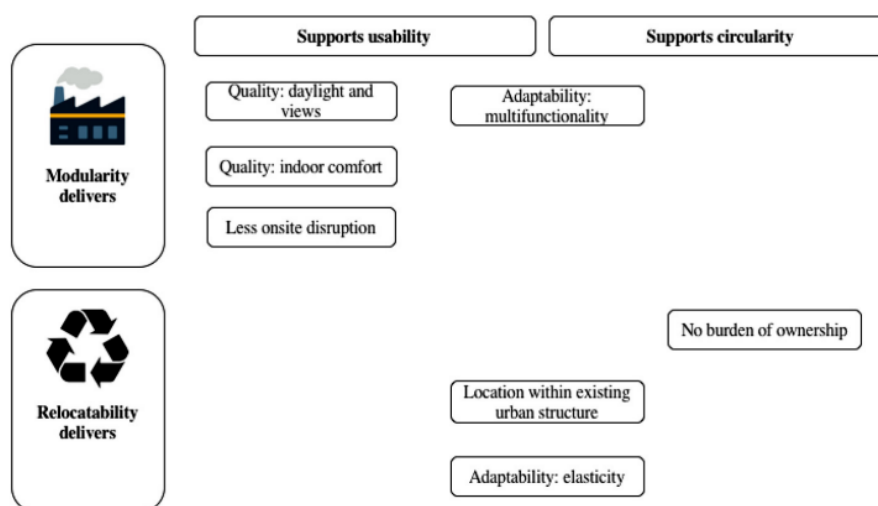 Supports usability
Supports circularity
Modularity
delivers
Quality: daylight and
views
Adaptability:
multifunctionality
Quality: indoor comfort
Less onsite disruption
Relocatability
delivers
No burden of ownership
Location within existing
urban structure
Adaptability: elasticity